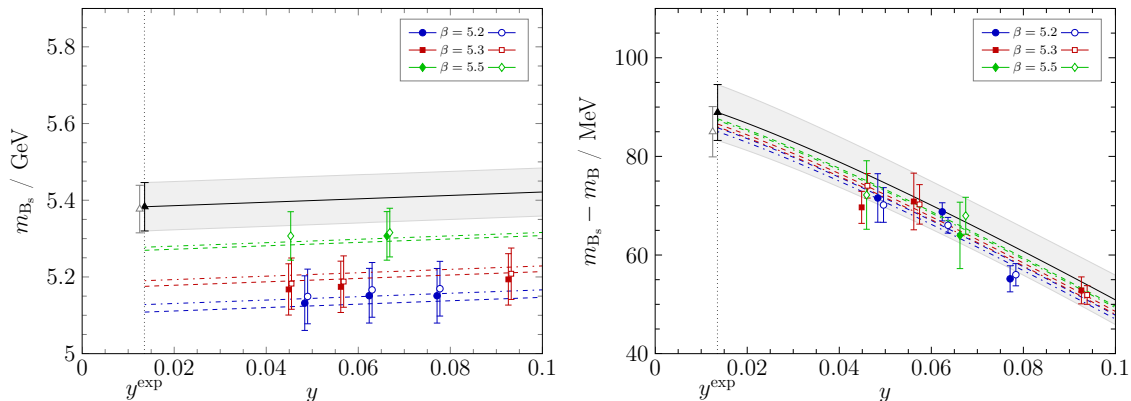 5.8
5.6
5.4
5.2
5
m_{B_s} / GeV
β = 5.2
β = 5.3
β = 5.5
0
0.02
0.04
0.06
0.08
0.1
y^{exp}
y
100
80
60
40
m_{B_s} − m_B / MeV
β = 5.2
β = 5.3
β = 5.5
0
0.02
0.04
0.06
0.08
0.1
y^{exp}
y